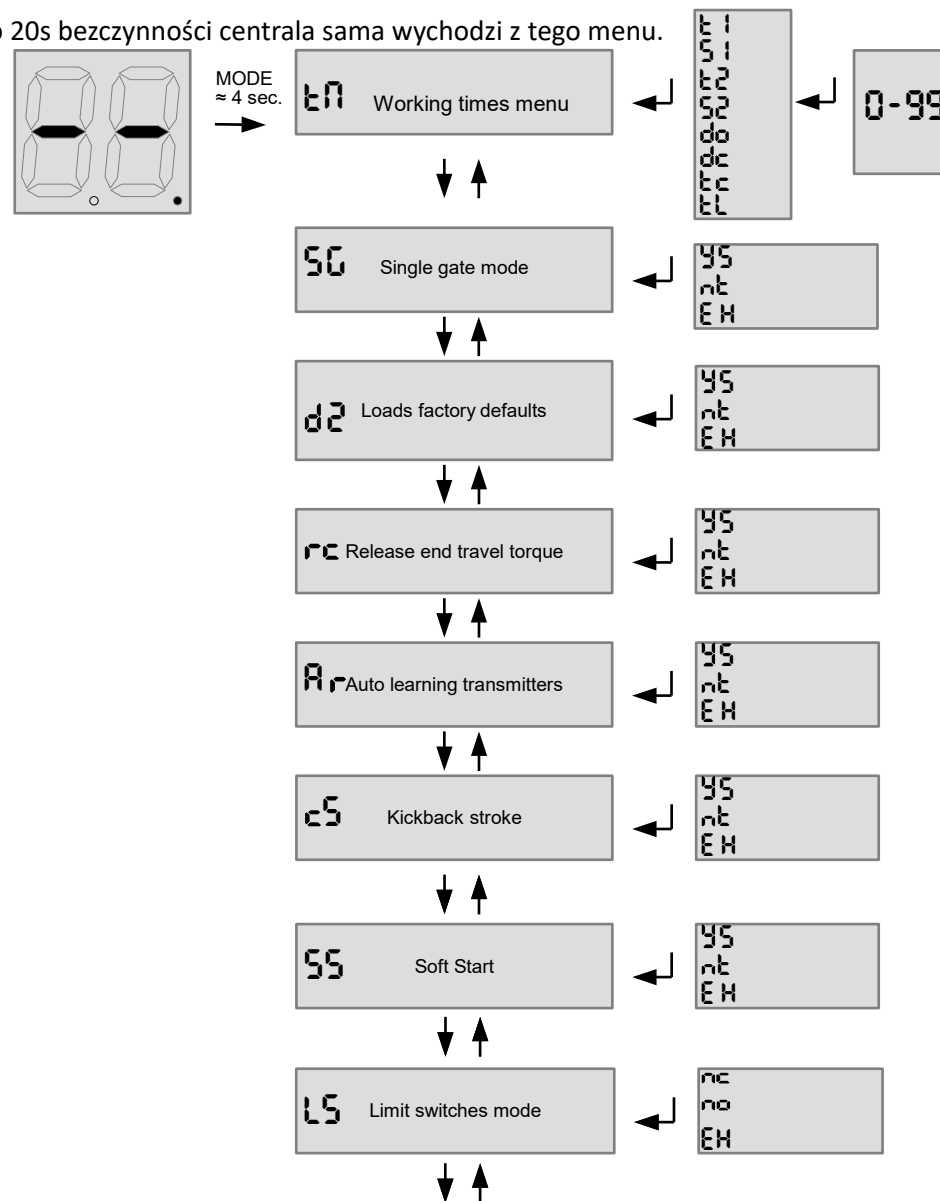 20s bezczynności centrala sama wychodzi z tego menu.
MODE
≈ 4 sec.
tM Working times menu
t1
S1
t2
S2
do
dc
tc
tL
0-99
SG Single gate mode
YS
nt
EH
d2 Loads factory defaults
YS
nt
EH
rc Release end travel torque
YS
nt
EH
Ar Auto learning transmitters
YS
nt
EH
cS Kickback stroke
YS
nt
EH
SS Soft Start
YS
nt
EH
LS Limit switches mode
nc
no
EH